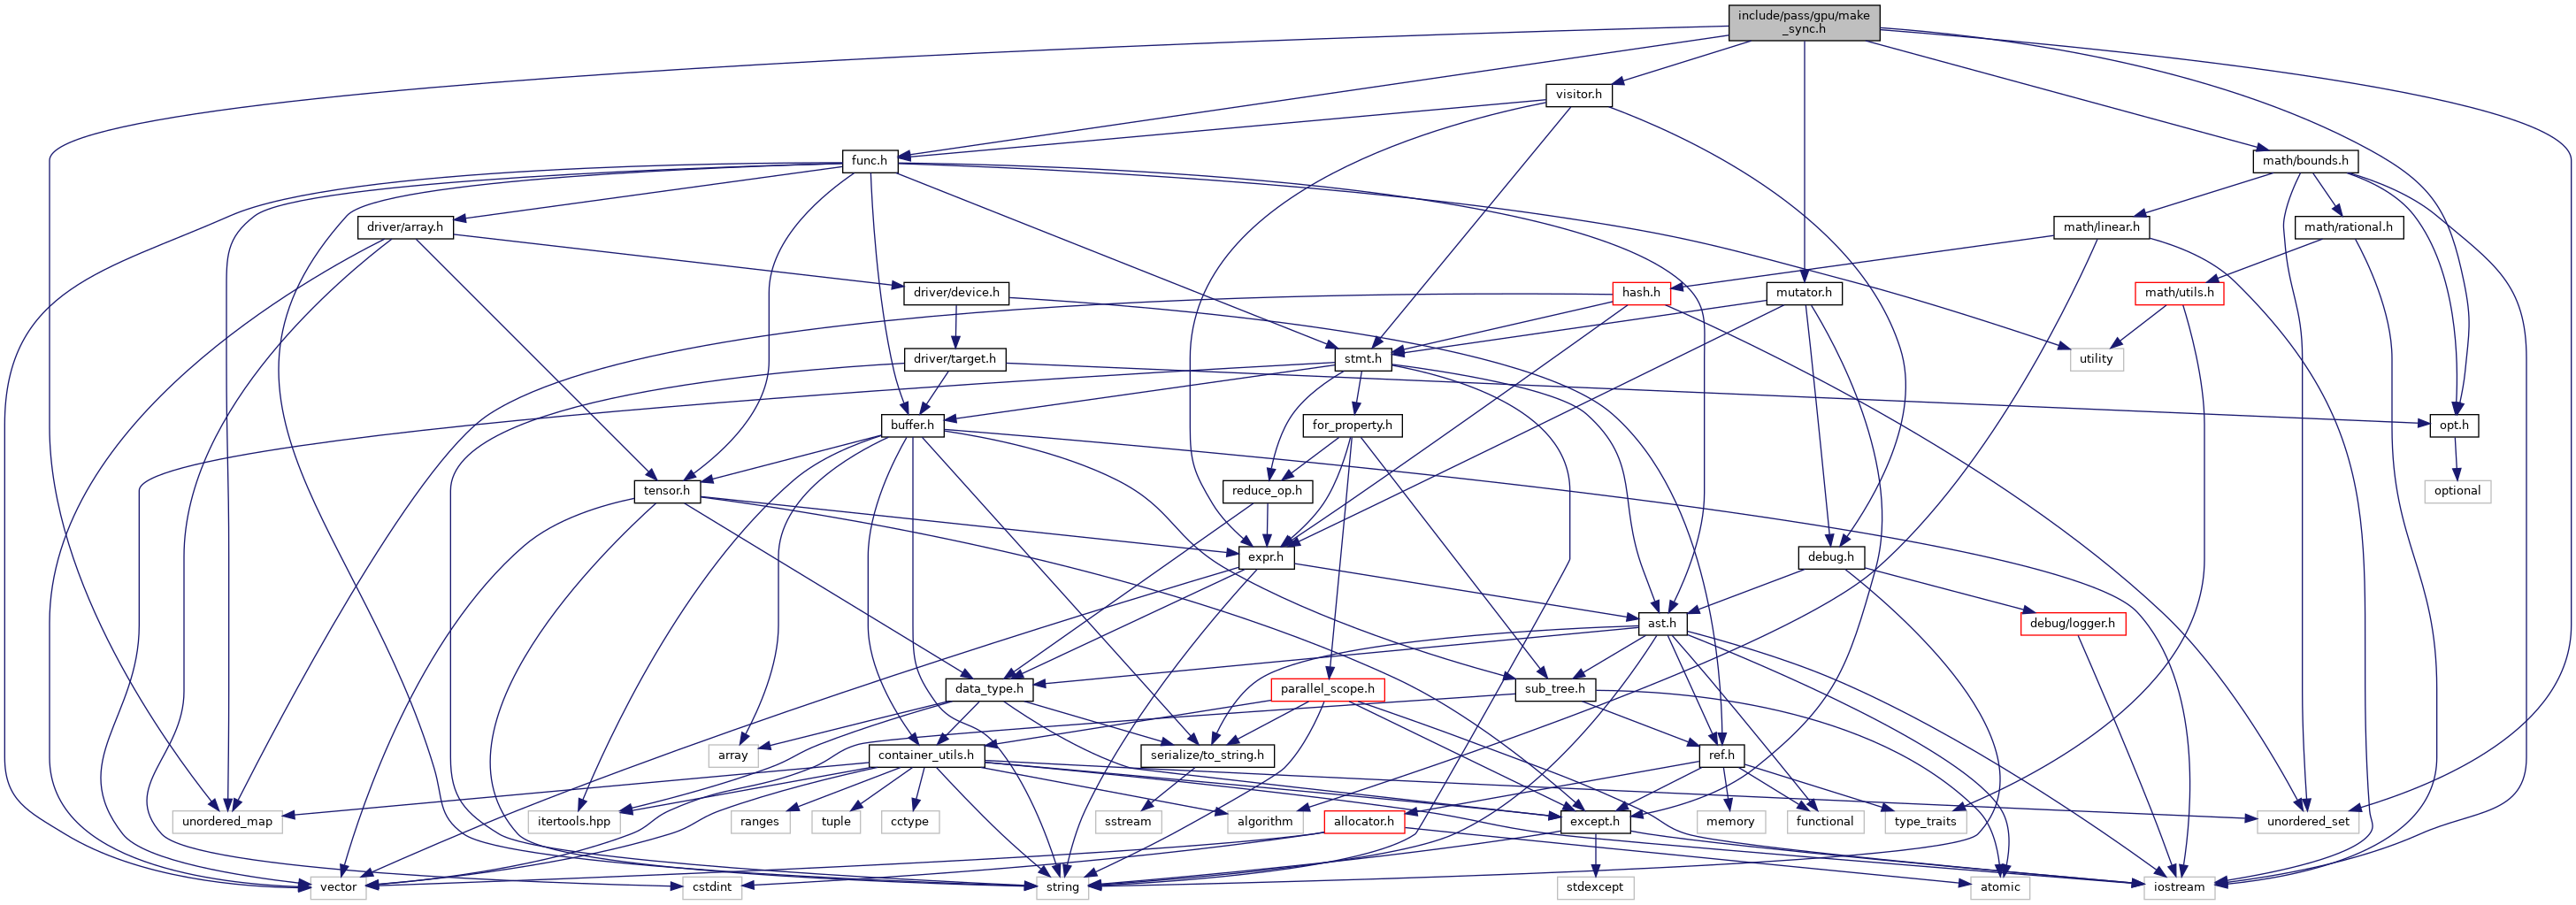 include/pass/gpu/make
_sync.h
visitor.h
func.h
math/bounds.h
driver/array.h
math/linear.h
math/rational.h
driver/device.h
hash.h
mutator.h
math/utils.h
driver/target.h
stmt.h
utility
buffer.h
for_property.h
opt.h
tensor.h
reduce_op.h
optional
expr.h
debug.h
ast.h
debug/logger.h
data_type.h
parallel_scope.h
sub_tree.h
array
container_utils.h
serialize/to_string.h
ref.h
unordered_map
itertools.hpp
ranges
tuple
cctype
sstream
algorithm
allocator.h
except.h
memory
functional
type_traits
unordered_set
vector
cstdint
string
stdexcept
atomic
iostream